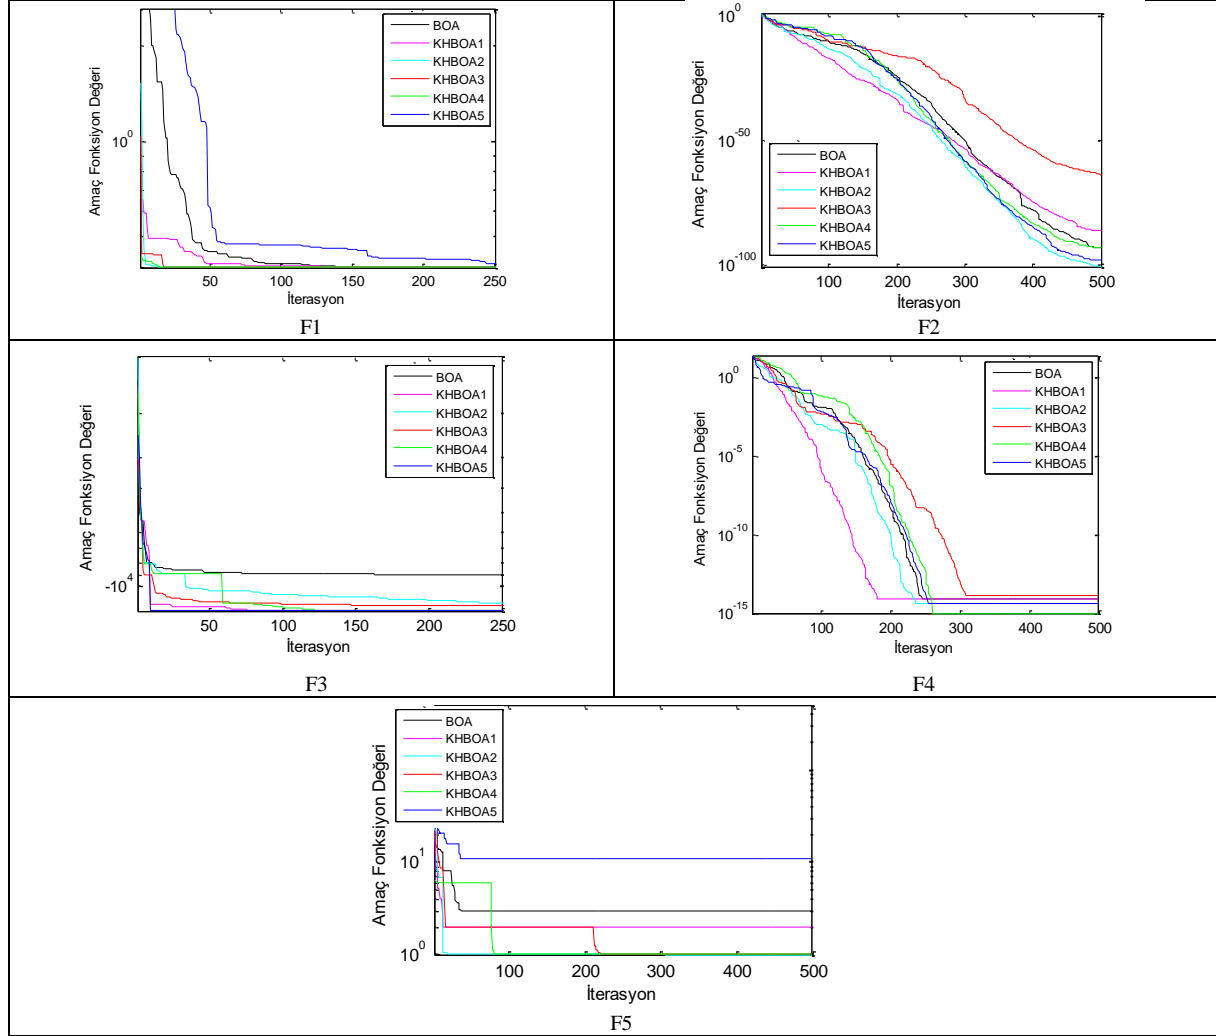 Amaç Fonksiyon Değeri
10^0
BOA
KHBOA1
KHBOA2
KHBOA3
KHBOA4
KHBOA5
50 100 150 200 250
İterasyon
F1
Amaç Fonksiyon Değeri
10^0
10^-50
10^-100
BOA
KHBOA1
KHBOA2
KHBOA3
KHBOA4
KHBOA5
100 200 300 400 500
İterasyon
F2
Amaç Fonksiyon Değeri
-10^4
BOA
KHBOA1
KHBOA2
KHBOA3
KHBOA4
KHBOA5
50 100 150 200 250
İterasyon
F3
Amaç Fonksiyon Değeri
10^0
10^-5
10^-10
10^-15
BOA
KHBOA1
KHBOA2
KHBOA3
KHBOA4
KHBOA5
100 200 300 400 500
İterasyon
F4
Amaç Fonksiyon Değeri
10^1
10^0
BOA
KHBOA1
KHBOA2
KHBOA3
KHBOA4
KHBOA5
100 200 300 400 500
İterasyon
F5